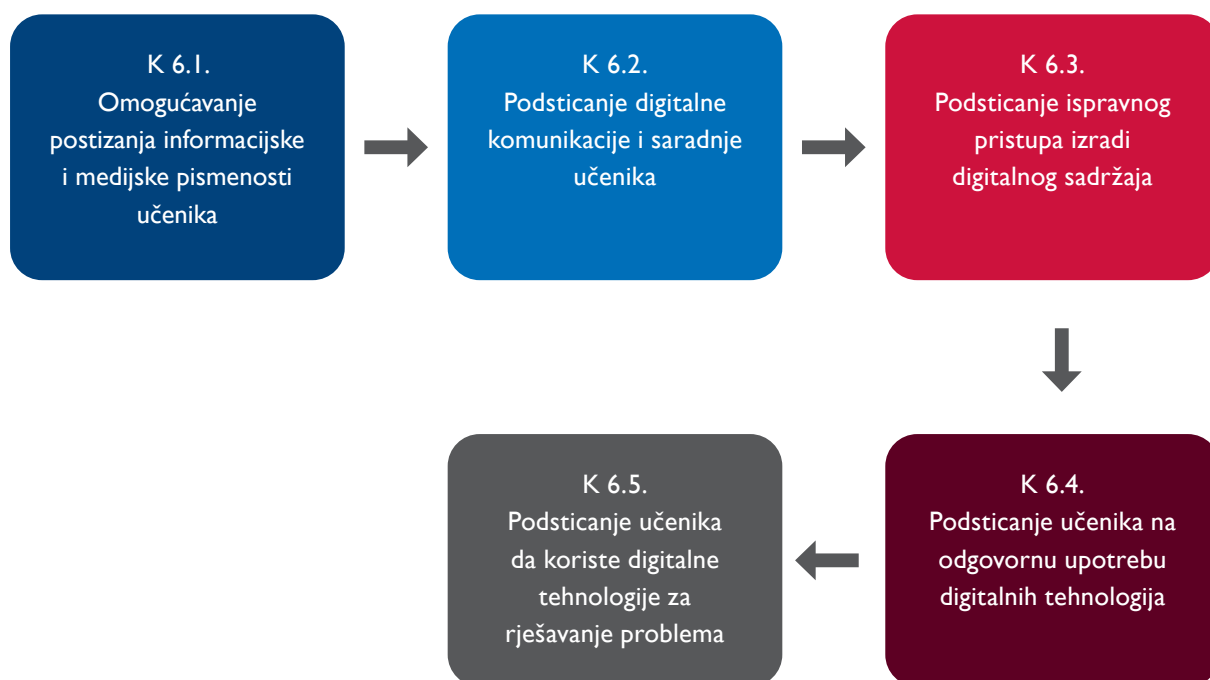 K 6.1.
Omogućavanje
postizanja informacijske
i medijske pismenosti
učenika
K 6.2.
Podsticanje digitalne
komunikacije i saradnje
učenika
K 6.3.
Podsticanje ispravnog
pristupa izradi
digitalnog sadržaja
K 6.4.
Podsticanje učenika na
odgovornu upotrebu
digitalnih tehnologija
K 6.5.
Podsticanje učenika
da koriste digitalne
tehnologije za
rješavanje problema